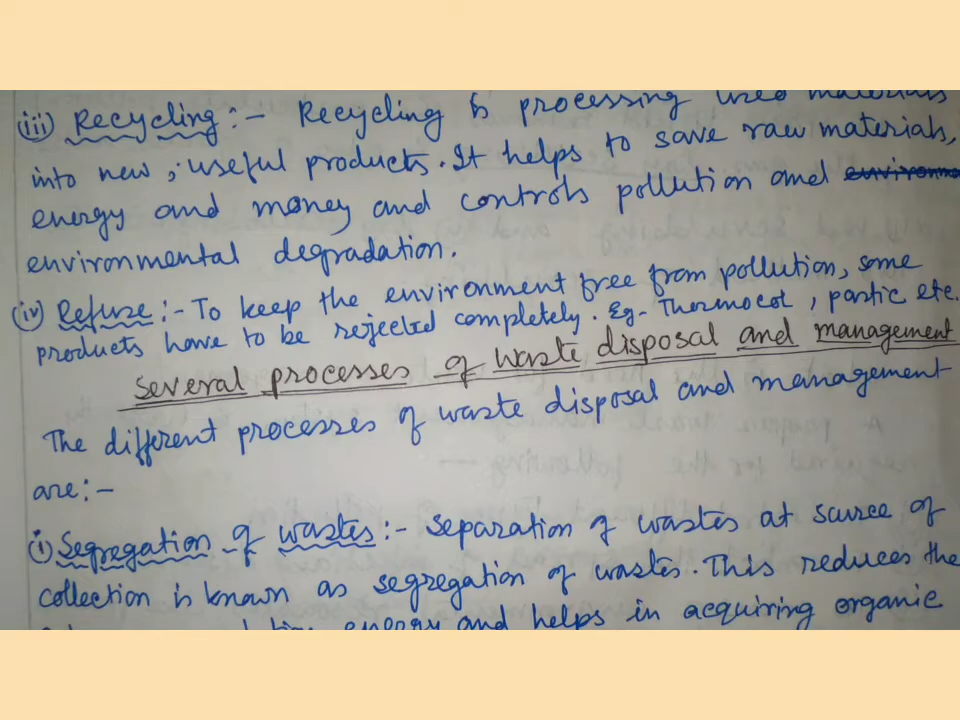 (iii) Recycling :- Recycling is processing used materials
into new, useful products. It helps to save raw materials,
energy and money and controls pollution and
environmental degradation.
(iv) Refuse :- To keep the environment free from pollution, some
products have to be rejected completely. Eg- Thermocol, pastic etc.
Several processes of waste disposal and management
The different processes of waste disposal and management
are :-
(i) Segregation of wastes :- Separation of wastes at source of
collection is known as segregation of wastes. This reduces the
energy and helps in acquiring organic